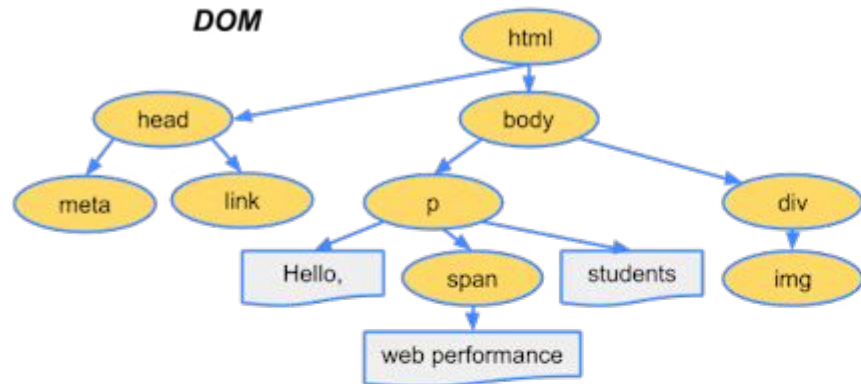 DOM
html
head
body
meta
link
p
div
Hello,
span
students
img
web performance